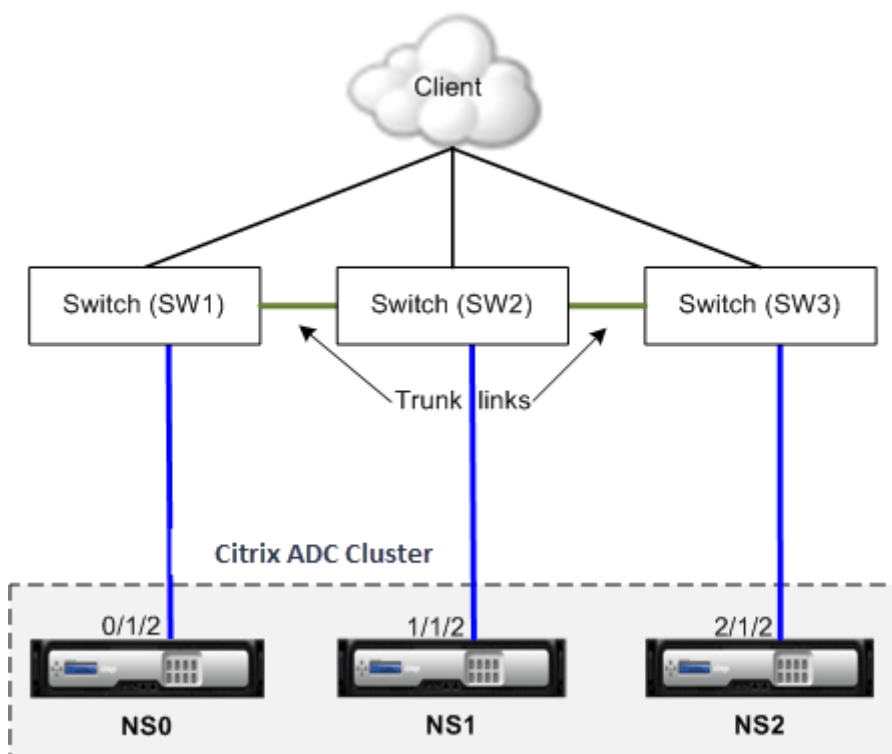 Client
Switch (SW1)
Switch (SW2)
Switch (SW3)
Trunk links
Citrix ADC Cluster
0/1/2
1/1/2
2/1/2
NS0
NS1
NS2